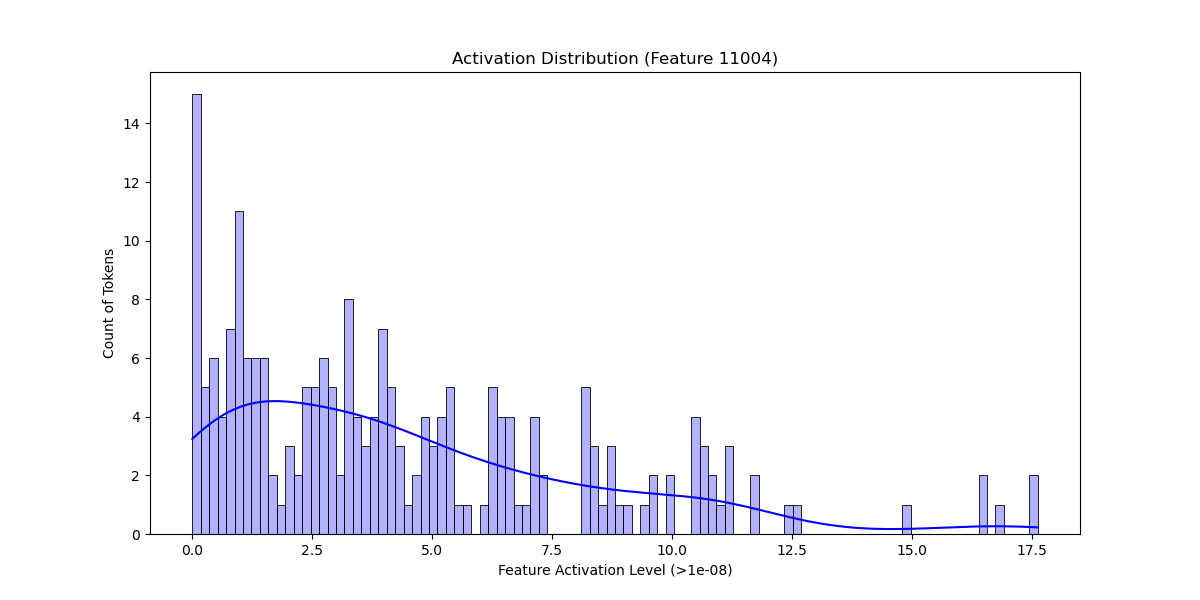 Activation Distribution (Feature 11004)
14
12
10
8
6
4
2
0
Count of Tokens
0.0 2.5 5.0 7.5 10.0 12.5 15.0 17.5
Feature Activation Level (>1e-08)